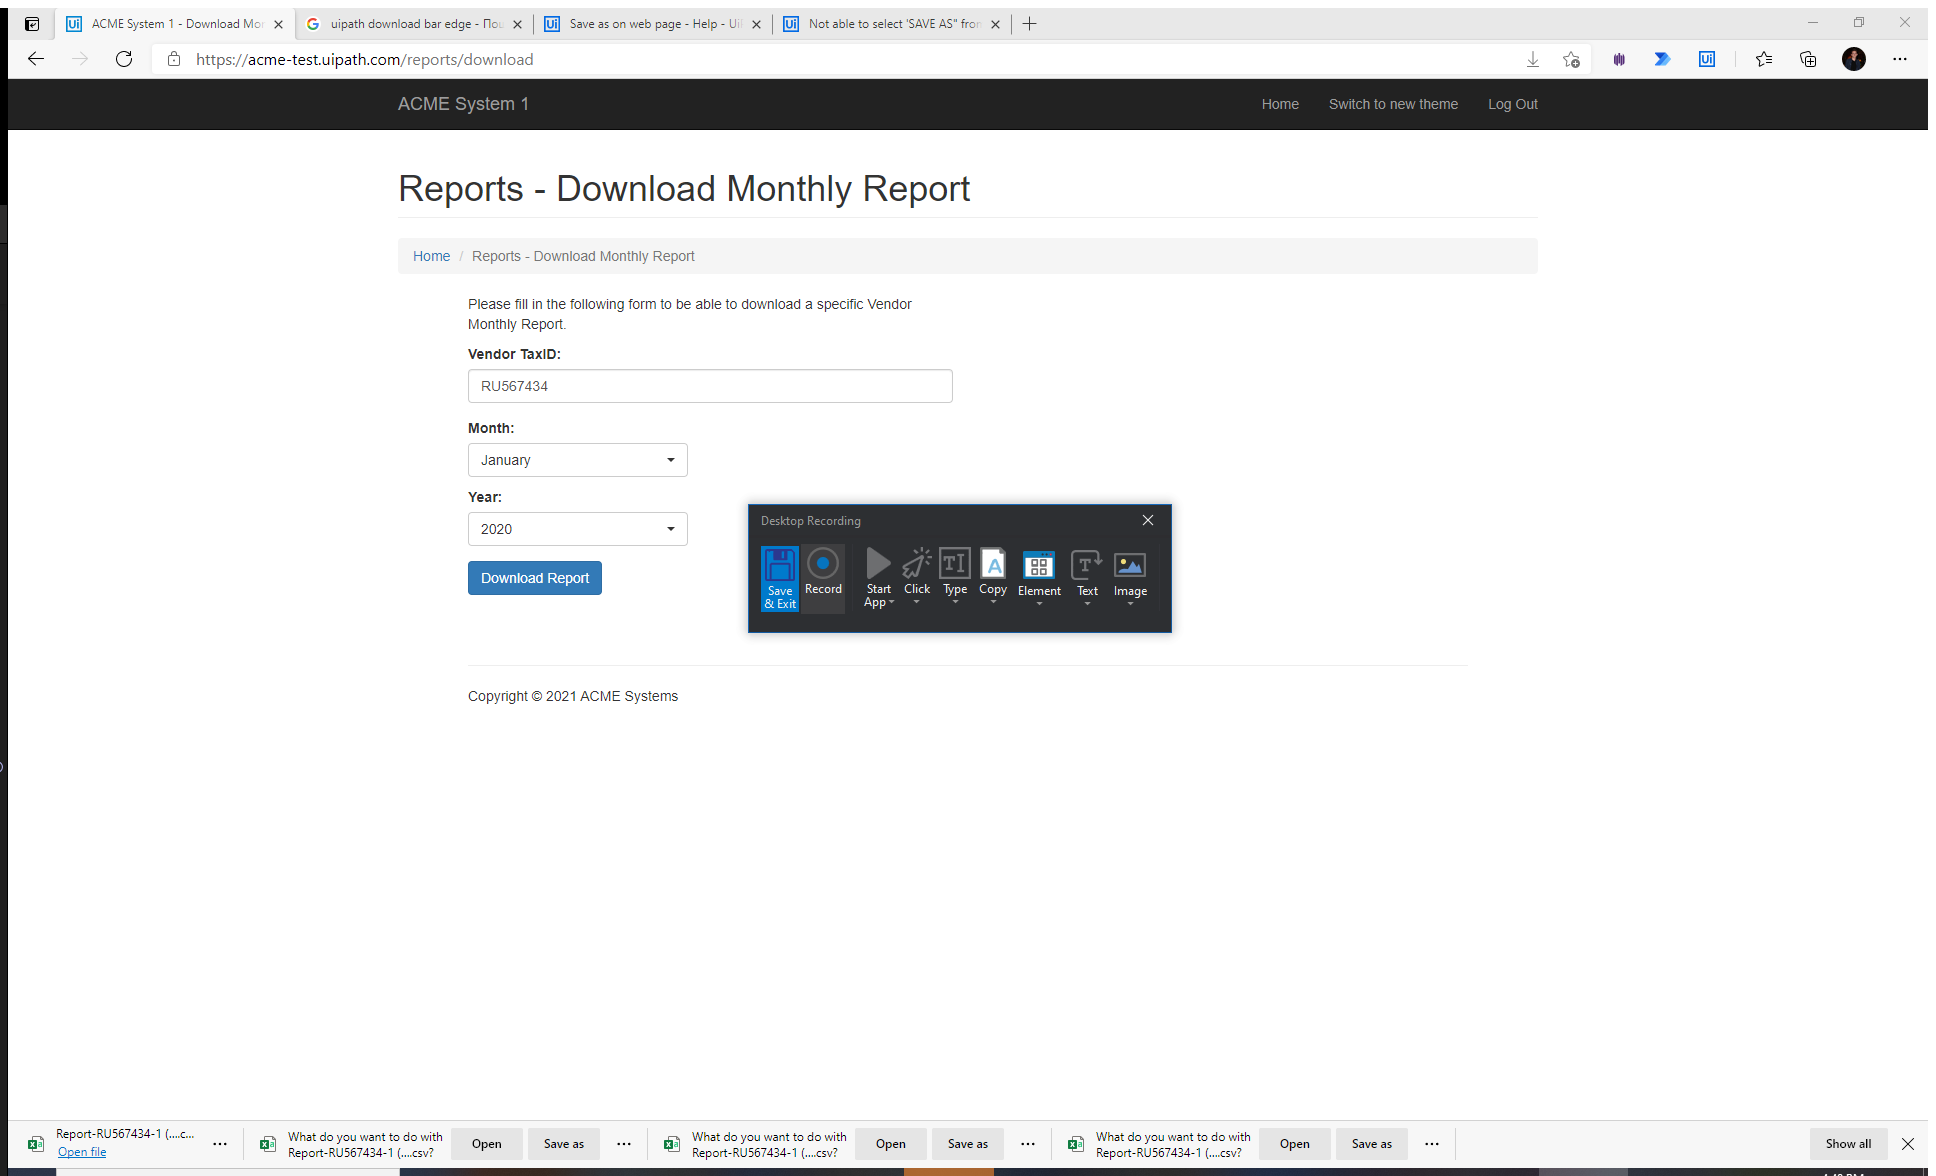 ACME System 1 - Download Mor
uipath download bar edge - Пои
Save as on web page - Help - Ui
Not able to select 'SAVE AS" from
https://acme-test.uipath.com/reports/download
ACME System 1
Home
Switch to new theme
Log Out
Reports - Download Monthly Report
Home / Reports - Download Monthly Report
Please fill in the following form to be able to download a specific Vendor
Monthly Report.
Vendor TaxID:
RU567434
Month:
January
Year:
2020
Download Report
Desktop Recording
Save
& Exit
Record
Start
App
Click
Type
Copy
Element
Text
Image
Copyright © 2021 ACME Systems
Report-RU567434-1 (....c...
Open file
What do you want to do with
Report-RU567434-1 (....csv?
Open
Save as
What do you want to do with
Report-RU567434-1 (....csv?
Open
Save as
What do you want to do with
Report-RU567434-1 (....csv?
Open
Save as
Show all